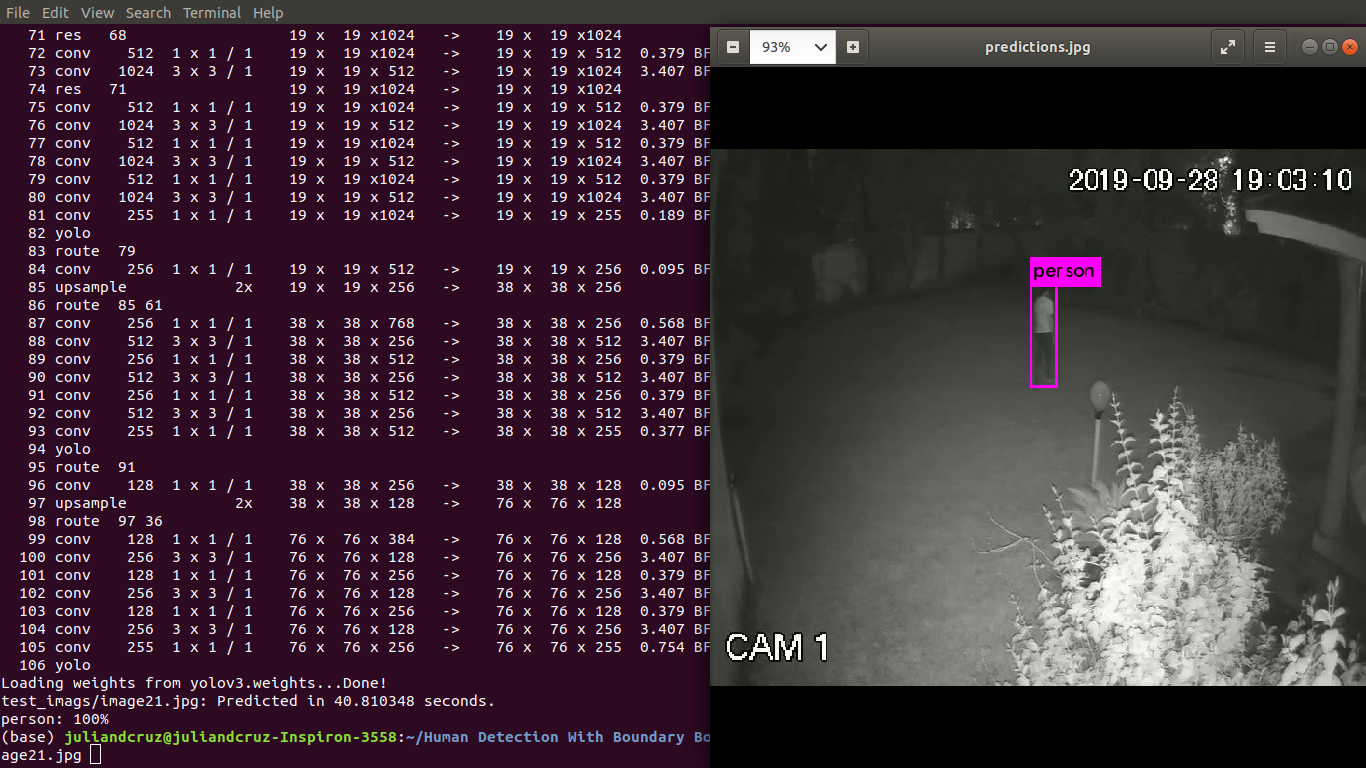 File Edit View Search Terminal Help
71 res 68 19 x 19 x1024 -> 19 x 19 x1024
72 conv 512 1 x 1 / 1 19 x 19 x1024 -> 19 x 19 x 512 0.379 BF
73 conv 1024 3 x 3 / 1 19 x 19 x 512 -> 19 x 19 x1024 3.407 BF
74 res 71 19 x 19 x1024 -> 19 x 19 x1024
75 conv 512 1 x 1 / 1 19 x 19 x1024 -> 19 x 19 x 512 0.379 BF
76 conv 1024 3 x 3 / 1 19 x 19 x 512 -> 19 x 19 x1024 3.407 BF
77 conv 512 1 x 1 / 1 19 x 19 x1024 -> 19 x 19 x 512 0.379 BF
78 conv 1024 3 x 3 / 1 19 x 19 x 512 -> 19 x 19 x1024 3.407 BF
79 conv 512 1 x 1 / 1 19 x 19 x1024 -> 19 x 19 x 512 0.379 BF
80 conv 1024 3 x 3 / 1 19 x 19 x 512 -> 19 x 19 x1024 3.407 BF
81 conv 255 1 x 1 / 1 19 x 19 x1024 -> 19 x 19 x 255 0.189 BF
82 yolo
83 route 79
84 conv 256 1 x 1 / 1 19 x 19 x 512 -> 19 x 19 x 256 0.095 BF
85 upsample 2x 19 x 19 x 256 -> 38 x 38 x 256
86 route 85 61
87 conv 256 1 x 1 / 1 38 x 38 x 768 -> 38 x 38 x 256 0.568 BF
88 conv 512 3 x 3 / 1 38 x 38 x 256 -> 38 x 38 x 512 3.407 BF
89 conv 256 1 x 1 / 1 38 x 38 x 512 -> 38 x 38 x 256 0.379 BF
90 conv 512 3 x 3 / 1 38 x 38 x 256 -> 38 x 38 x 512 3.407 BF
91 conv 256 1 x 1 / 1 38 x 38 x 512 -> 38 x 38 x 256 0.379 BF
92 conv 512 3 x 3 / 1 38 x 38 x 256 -> 38 x 38 x 512 3.407 BF
93 conv 255 1 x 1 / 1 38 x 38 x 512 -> 38 x 38 x 255 0.377 BF
94 yolo
95 route 91
96 conv 128 1 x 1 / 1 38 x 38 x 256 -> 38 x 38 x 128 0.095 BF
97 upsample 2x 38 x 38 x 128 -> 76 x 76 x 128
98 route 97 36
99 conv 128 1 x 1 / 1 76 x 76 x 384 -> 76 x 76 x 128 0.568 BF
100 conv 256 3 x 3 / 1 76 x 76 x 128 -> 76 x 76 x 256 3.407 BF
101 conv 128 1 x 1 / 1 76 x 76 x 256 -> 76 x 76 x 128 0.379 BF
102 conv 256 3 x 3 / 1 76 x 76 x 128 -> 76 x 76 x 256 3.407 BF
103 conv 128 1 x 1 / 1 76 x 76 x 256 -> 76 x 76 x 128 0.379 BF
104 conv 256 3 x 3 / 1 76 x 76 x 128 -> 76 x 76 x 256 3.407 BF
105 conv 255 1 x 1 / 1 76 x 76 x 256 -> 76 x 76 x 255 0.754 BF
106 yolo
Loading weights from yolov3.weights...Done!
test_imags/image21.jpg: Predicted in 40.810348 seconds.
person: 100%
(base) juliandcruz@juliandcruz-Inspiron-3558:~/Human Detection With Boundary Bo
age21.jpg
93%
predictions.jpg
2019-09-28 19:03:10
person
CAM 1